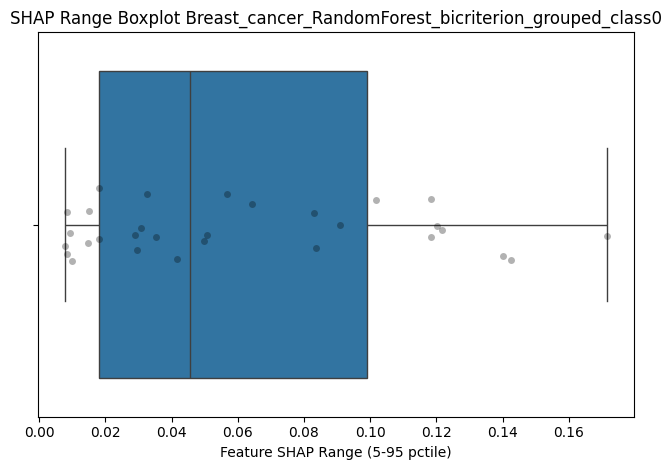 SHAP Range Boxplot Breast_cancer_RandomForest_bicriterion_grouped_class0
0.00 0.02 0.04 0.06 0.08 0.10 0.12 0.14 0.16
Feature SHAP Range (5-95 pctile)